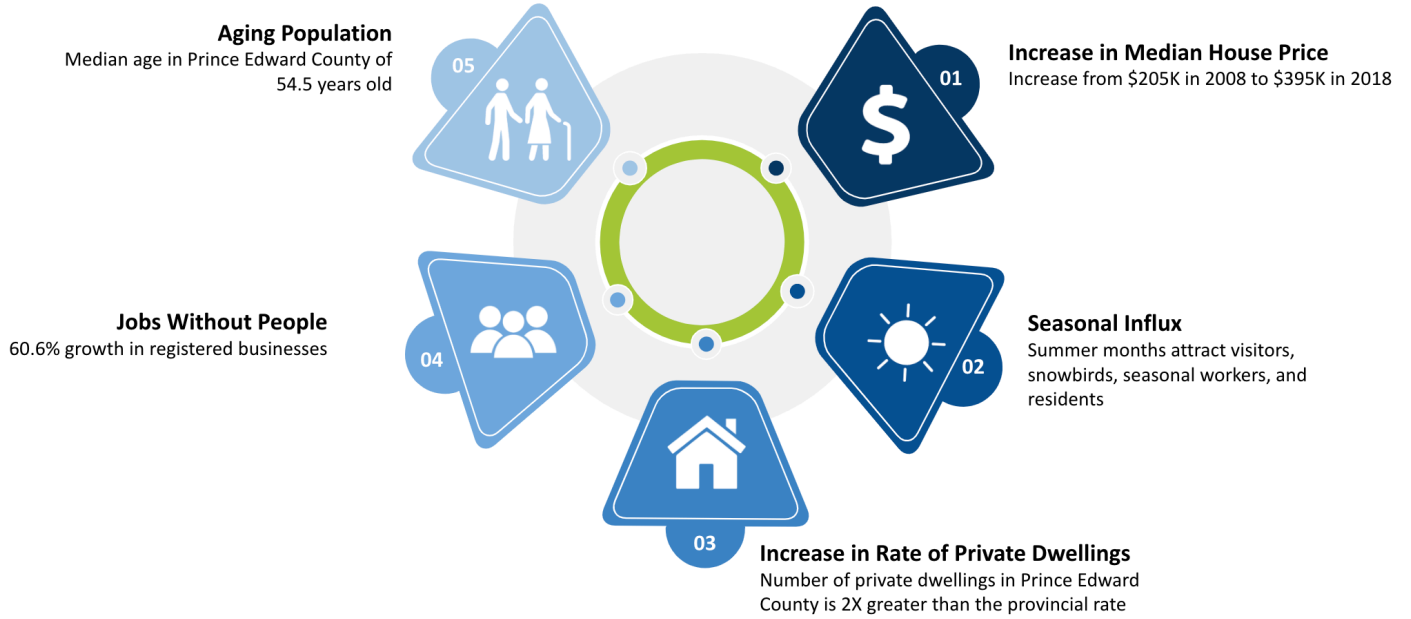 01
Increase in Median House Price
Increase from $205K in 2008 to $395K in 2018
02
Seasonal Influx
Summer months attract visitors,
snowbirds, seasonal workers, and
residents
03
Increase in Rate of Private Dwellings
Number of private dwellings in Prince Edward
County is 2X greater than the provincial rate
04
Jobs Without People
60.6% growth in registered businesses
05
Aging Population
Median age in Prince Edward County of
54.5 years old